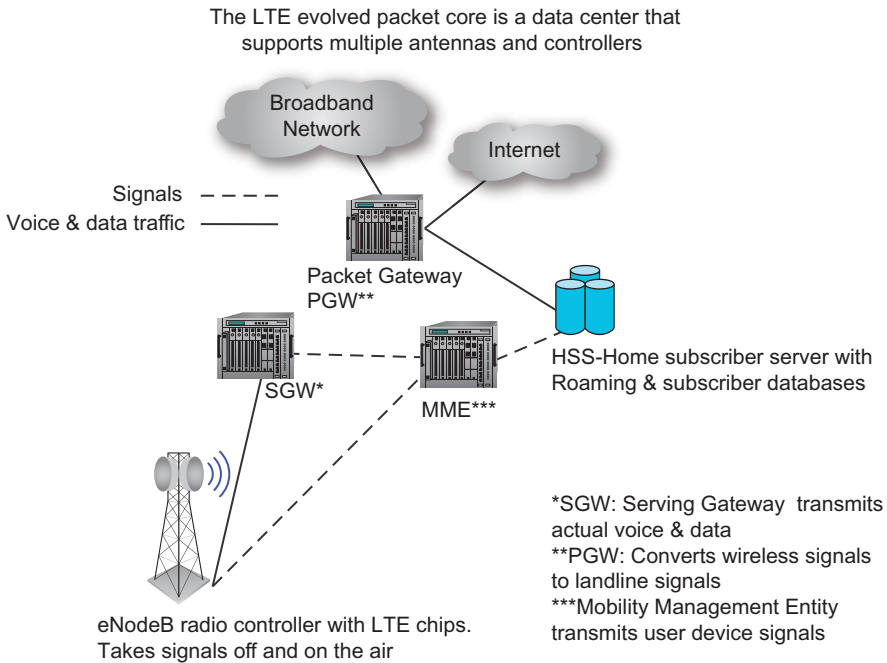 The LTE evolved packet core is a data center that
supports multiple antennas and controllers
Broadband
Network
Internet
Signals
Voice & data traffic
Packet Gateway
PGW**
HSS-Home subscriber server with
Roaming & subscriber databases
SGW*
MME***
*SGW: Serving Gateway transmits
actual voice & data
**PGW: Converts wireless signals
to landline signals
***Mobility Management Entity
transmits user device signals
eNodeB radio controller with LTE chips.
Takes signals off and on the air